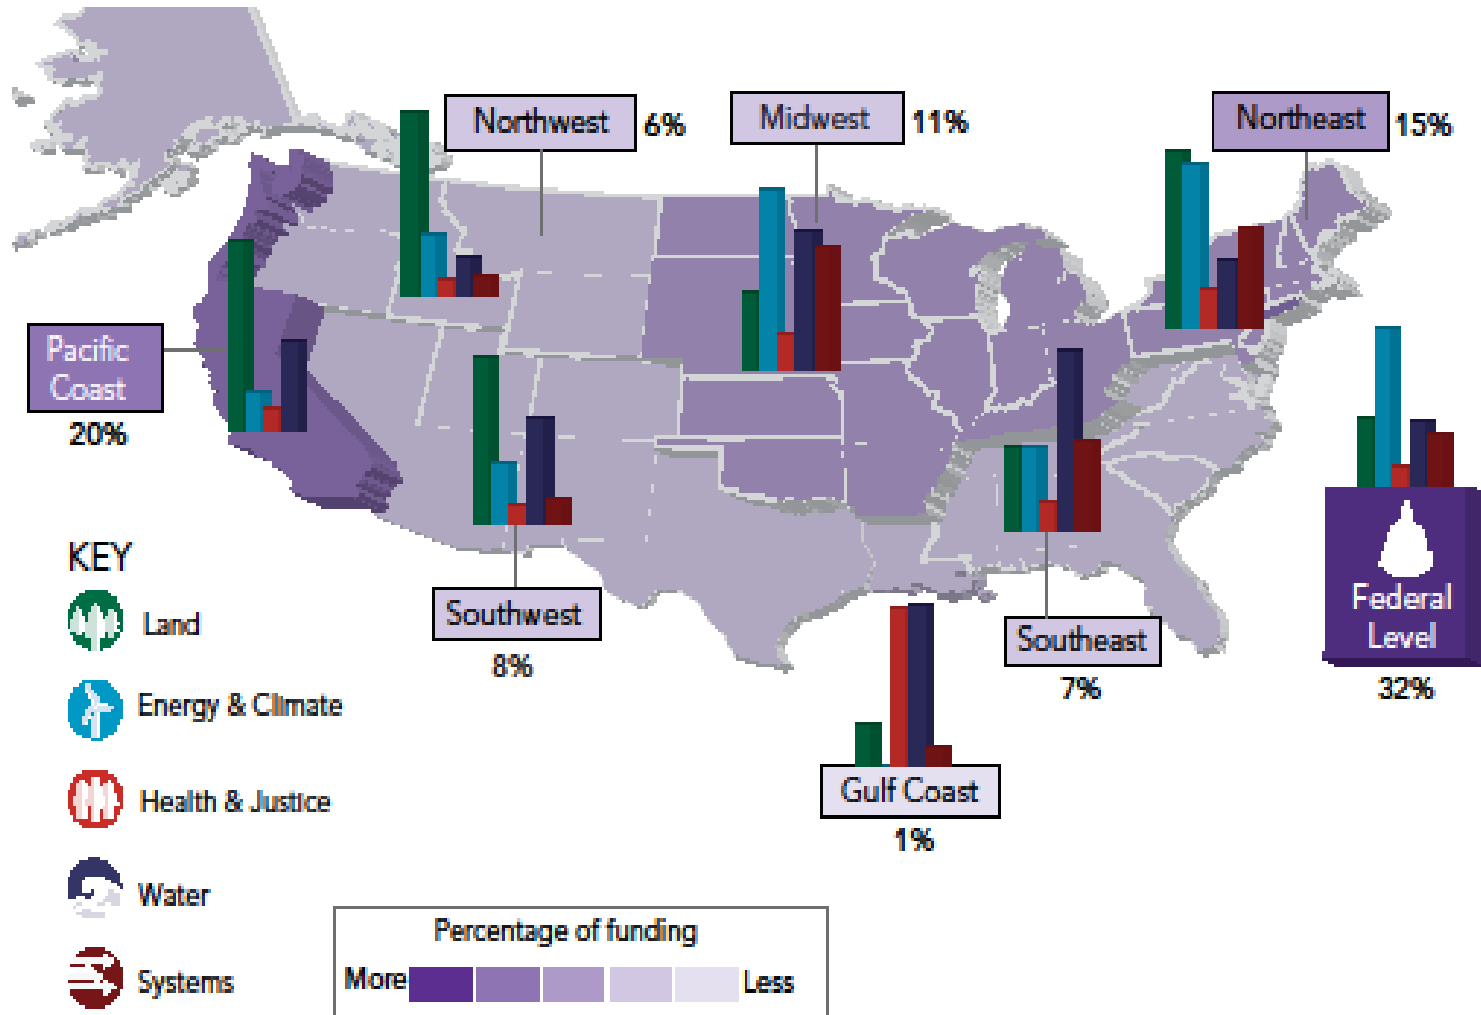 Northwest 6%
Midwest 11%
Northeast 15%
Pacific
Coast
20%
Southwest
8%
Southeast
7%
Federal
Level
32%
Gulf Coast
1%
KEY
Land
Energy & Climate
Health & Justice
Water
Systems
Percentage of funding
More Less